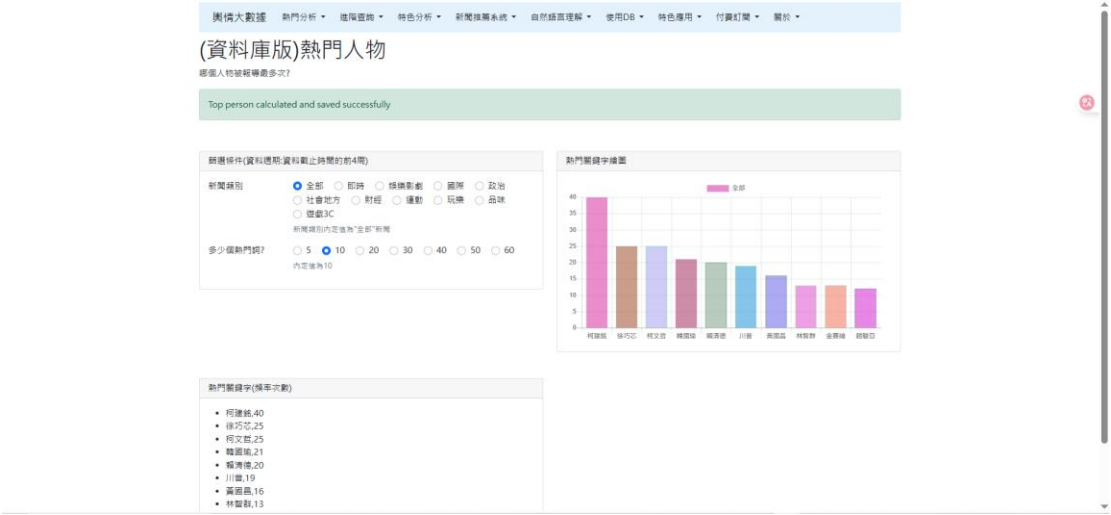 輿情大數據 熱門分析 進階查詢 特色分析 新聞推薦系統 自然語言理解 使用DB 特色應用 付費訂閱 關於
(資料庫版)熱門人物
哪個人物被報導最多次?
Top person calculated and saved successfully
篩選條件(資料週期:資料截止時間的前4周)
新聞類別
全部 即時 娛樂影劇 國際 政治
社會地方 財經 運動 玩樂 品味
遊戲3C
新聞類別內定值為"全部"新聞
多少個熱門詞?
5 10 20 30 40 50 60
內定值為10
熱門關鍵字繪圖
全部
40
35
30
25
20
15
10
5
0
柯建銘 徐巧芯 柯文哲 韓國瑜 賴清德 川普 黃國昌 林智群 金賽綸
熱門關鍵字(頻率次數)
柯建銘,40
徐巧芯,25
柯文哲,25
韓國瑜,21
賴清德,20
川普,19
黃國昌,16
林智群,13